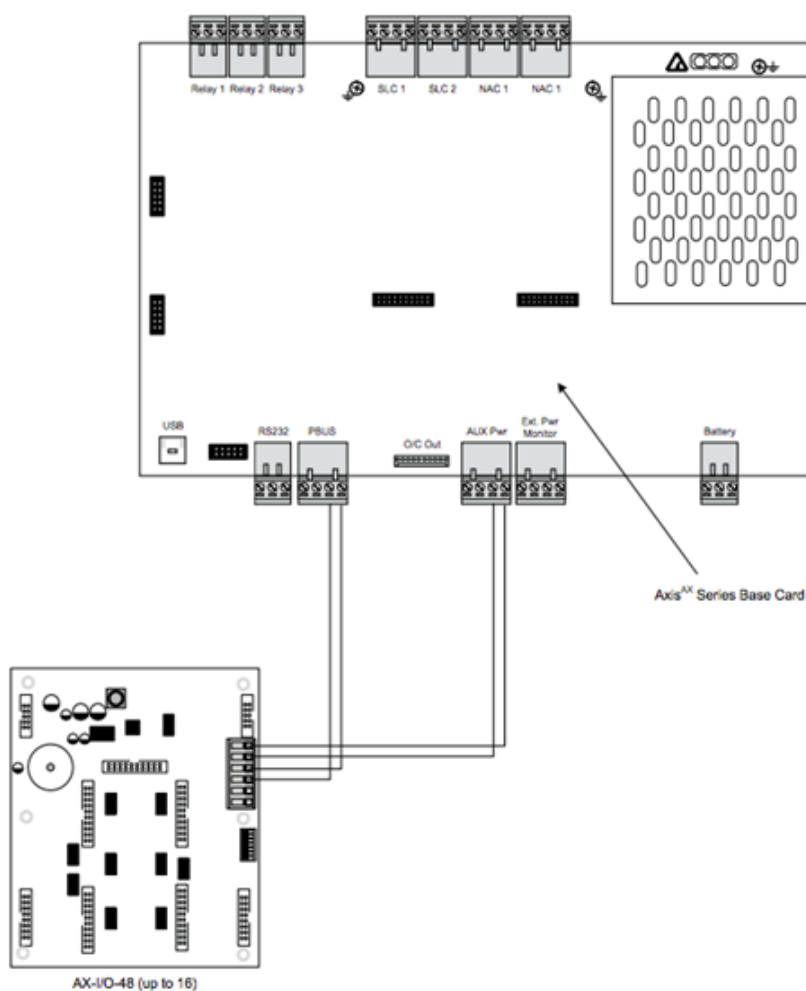 Relay 1 Relay 2 Relay 3 SLC 1 SLC 2 NAC 1 NAC 1
USB
RS232 PBUS O/C Out AUX Pwr Ext. Pwr
Monitor
Battery
Axis^AX Series Base Card
AX-I/O-48 (up to 16)